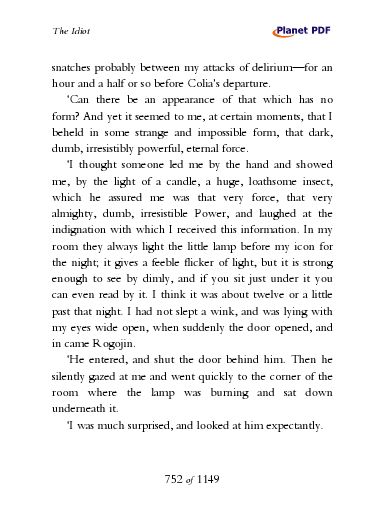 The Idiot
Planet PDF
snatches probably between my attacks of delirium—for an
hour and a half or so before Colia's departure.
'Can there be an appearance of that which has no
form? And yet it seemed to me, at certain moments, that I
beheld in some strange and impossible form, that dark,
dumb, irresistibly powerful, eternal force.
'I thought someone led me by the hand and showed
me, by the light of a candle, a huge, loathsome insect,
which he assured me was that very force, that very
almighty, dumb, irresistible Power, and laughed at the
indignation with which I received this information. In my
room they always light the little lamp before my icon for
the night; it gives a feeble flicker of light, but it is strong
enough to see by dimly, and if you sit just under it you
can even read by it. I think it was about twelve or a little
past that night. I had not slept a wink, and was lying with
my eyes wide open, when suddenly the door opened, and
in came Rogojin.
'He entered, and shut the door behind him. Then he
silently gazed at me and went quickly to the corner of the
room where the lamp was burning and sat down
underneath it.
'I was much surprised, and looked at him expectantly.
752 of 1149